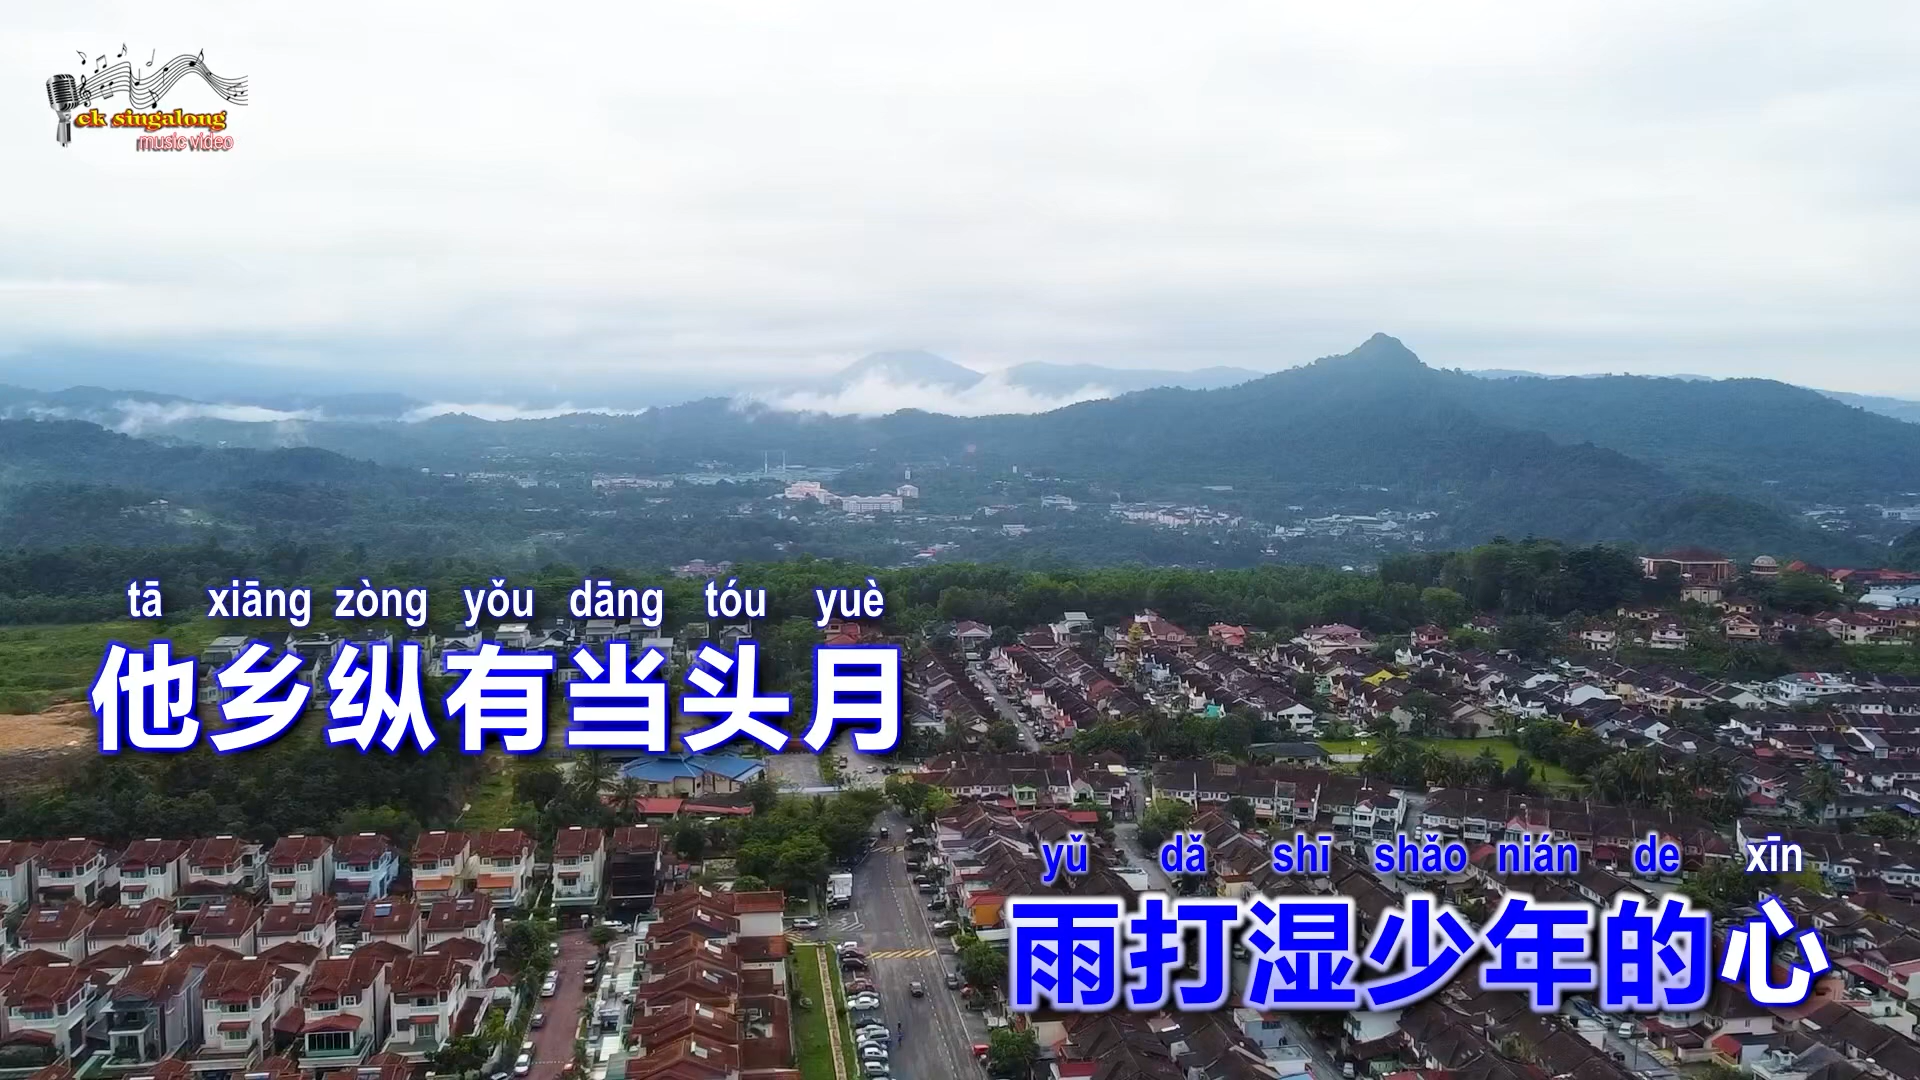 ck singalong
music video
tā xiāng zòng yǒu dāng tóu yuè
他乡纵有当头月
yǔ dǎ shī shǎo nián de xīn
雨打湿少年的心